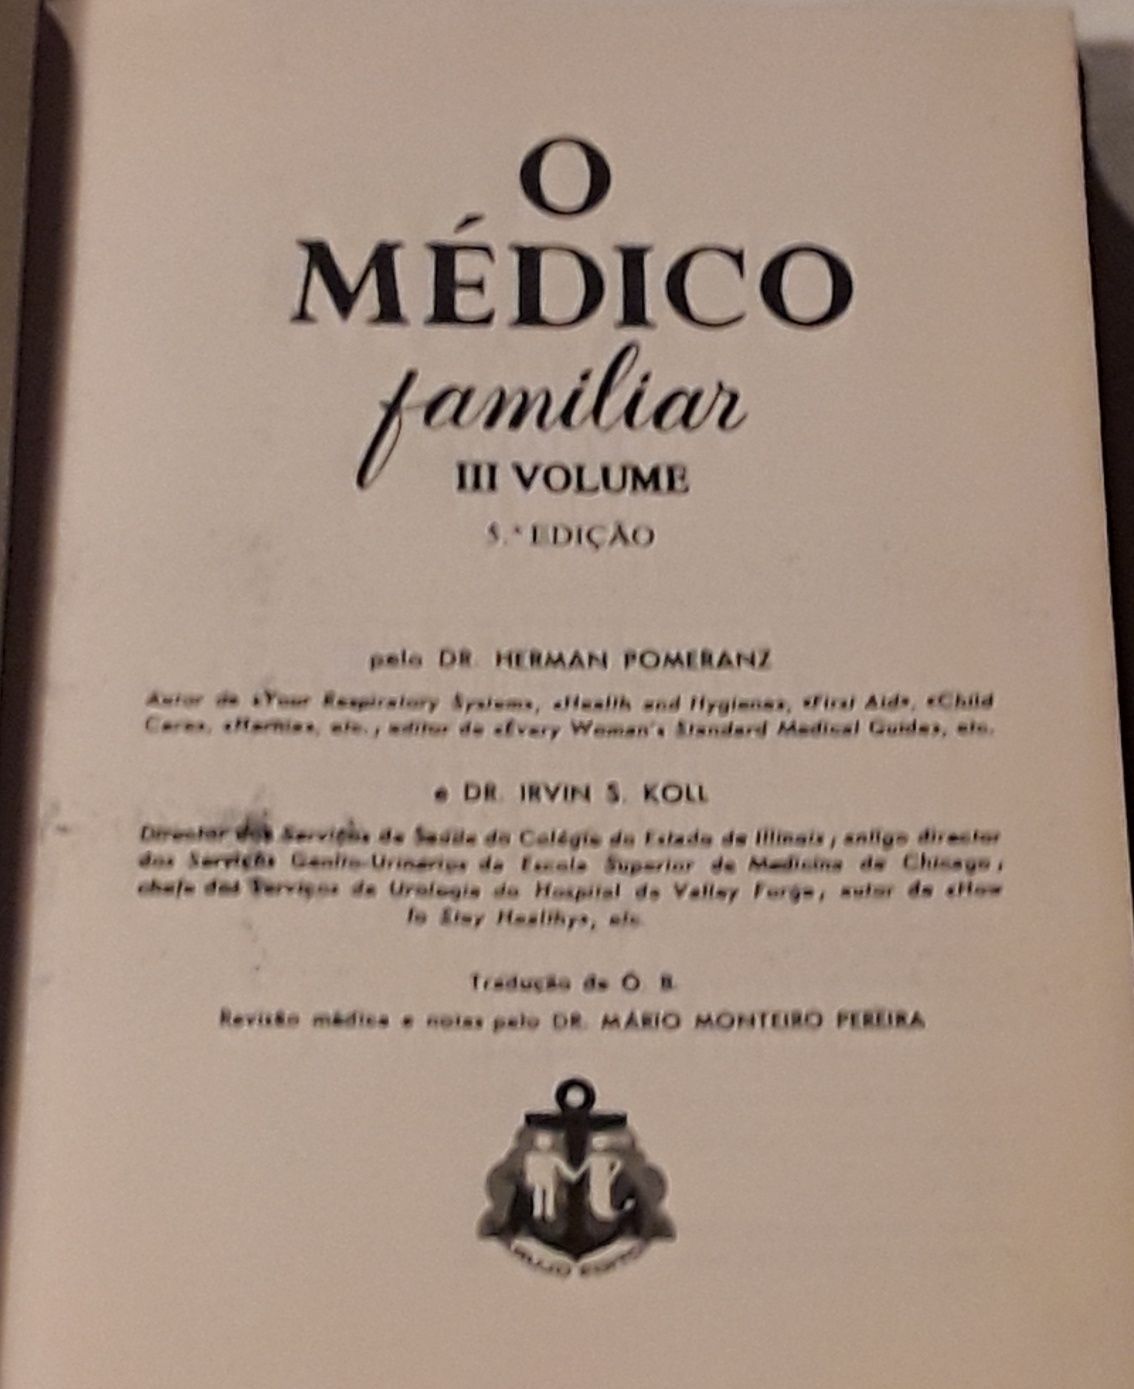 O
MÉDICO
familiar
III VOLUME
5.ª EDIÇÃO
pelo DR. HERMAN POMERANZ
Autor de «Your Respiratory System», «Health and Hygiene», «First Aid», «Child
Care», «Hernia», etc.; editor de «Every Woman's Standard Medical Guide», etc.
e DR. IRVIN S. KOLL
Director dos Serviços de Saúde do Colégio do Estado de Illinois; antigo director
dos Serviços Genito-Urinários da Escola Superior de Medicina de Chicago;
chefe dos Serviços de Urologia do Hospital de Valley Forge; autor de «How
to Stay Healthy», etc.
Tradução de O. B.
Revisão médica e notas pelo DR. MÁRIO MONTEIRO PEREIRA